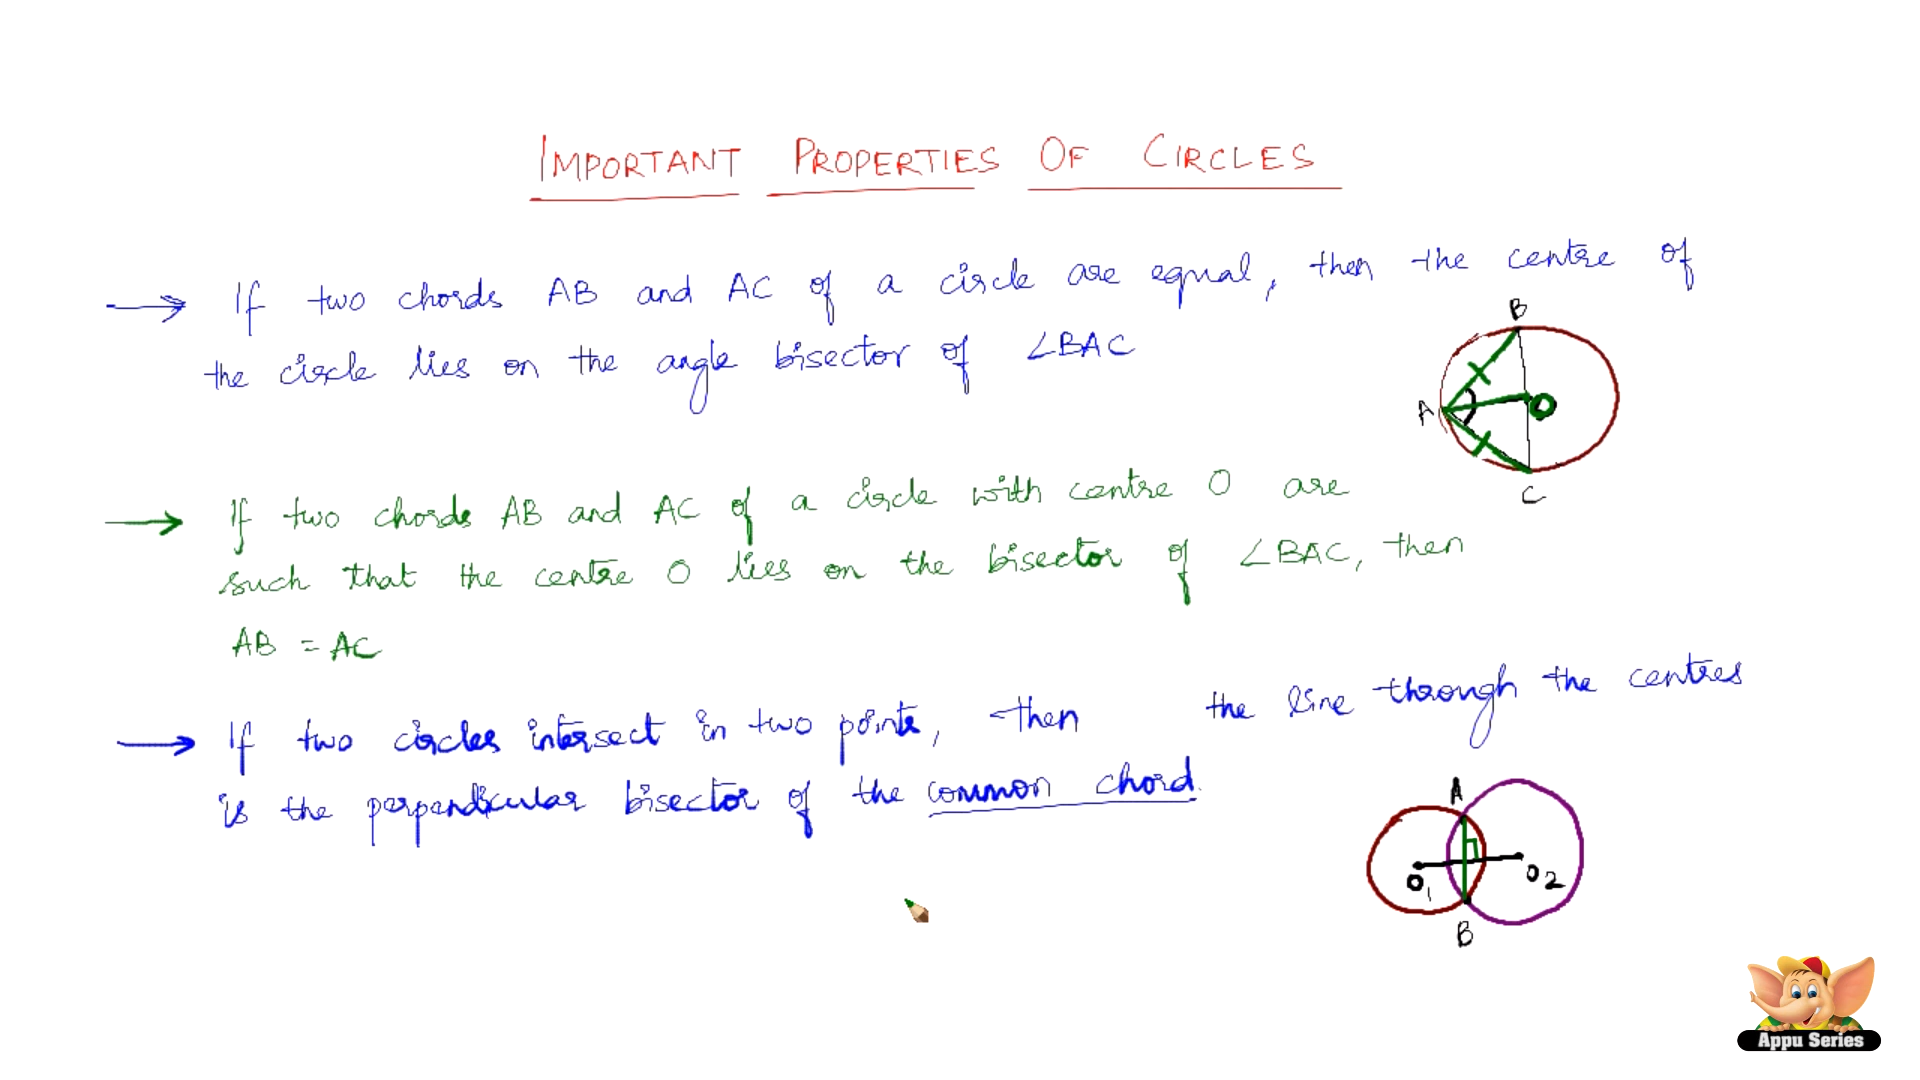 IMPORTANT PROPERTIES OF CIRCLES
→ If two chords AB and AC of a circle are equal, then the centre of
the circle lies on the angle bisector of ∠BAC
B
A
O
C
→ If two chords AB and AC of a circle with centre O are
such that the centre O lies on the bisector of ∠BAC, then
AB = AC
→ If two circles intersect in two points, then the line through the centres
is the perpendicular bisector of the common chord.
A
O1
O2
B
Appu Series